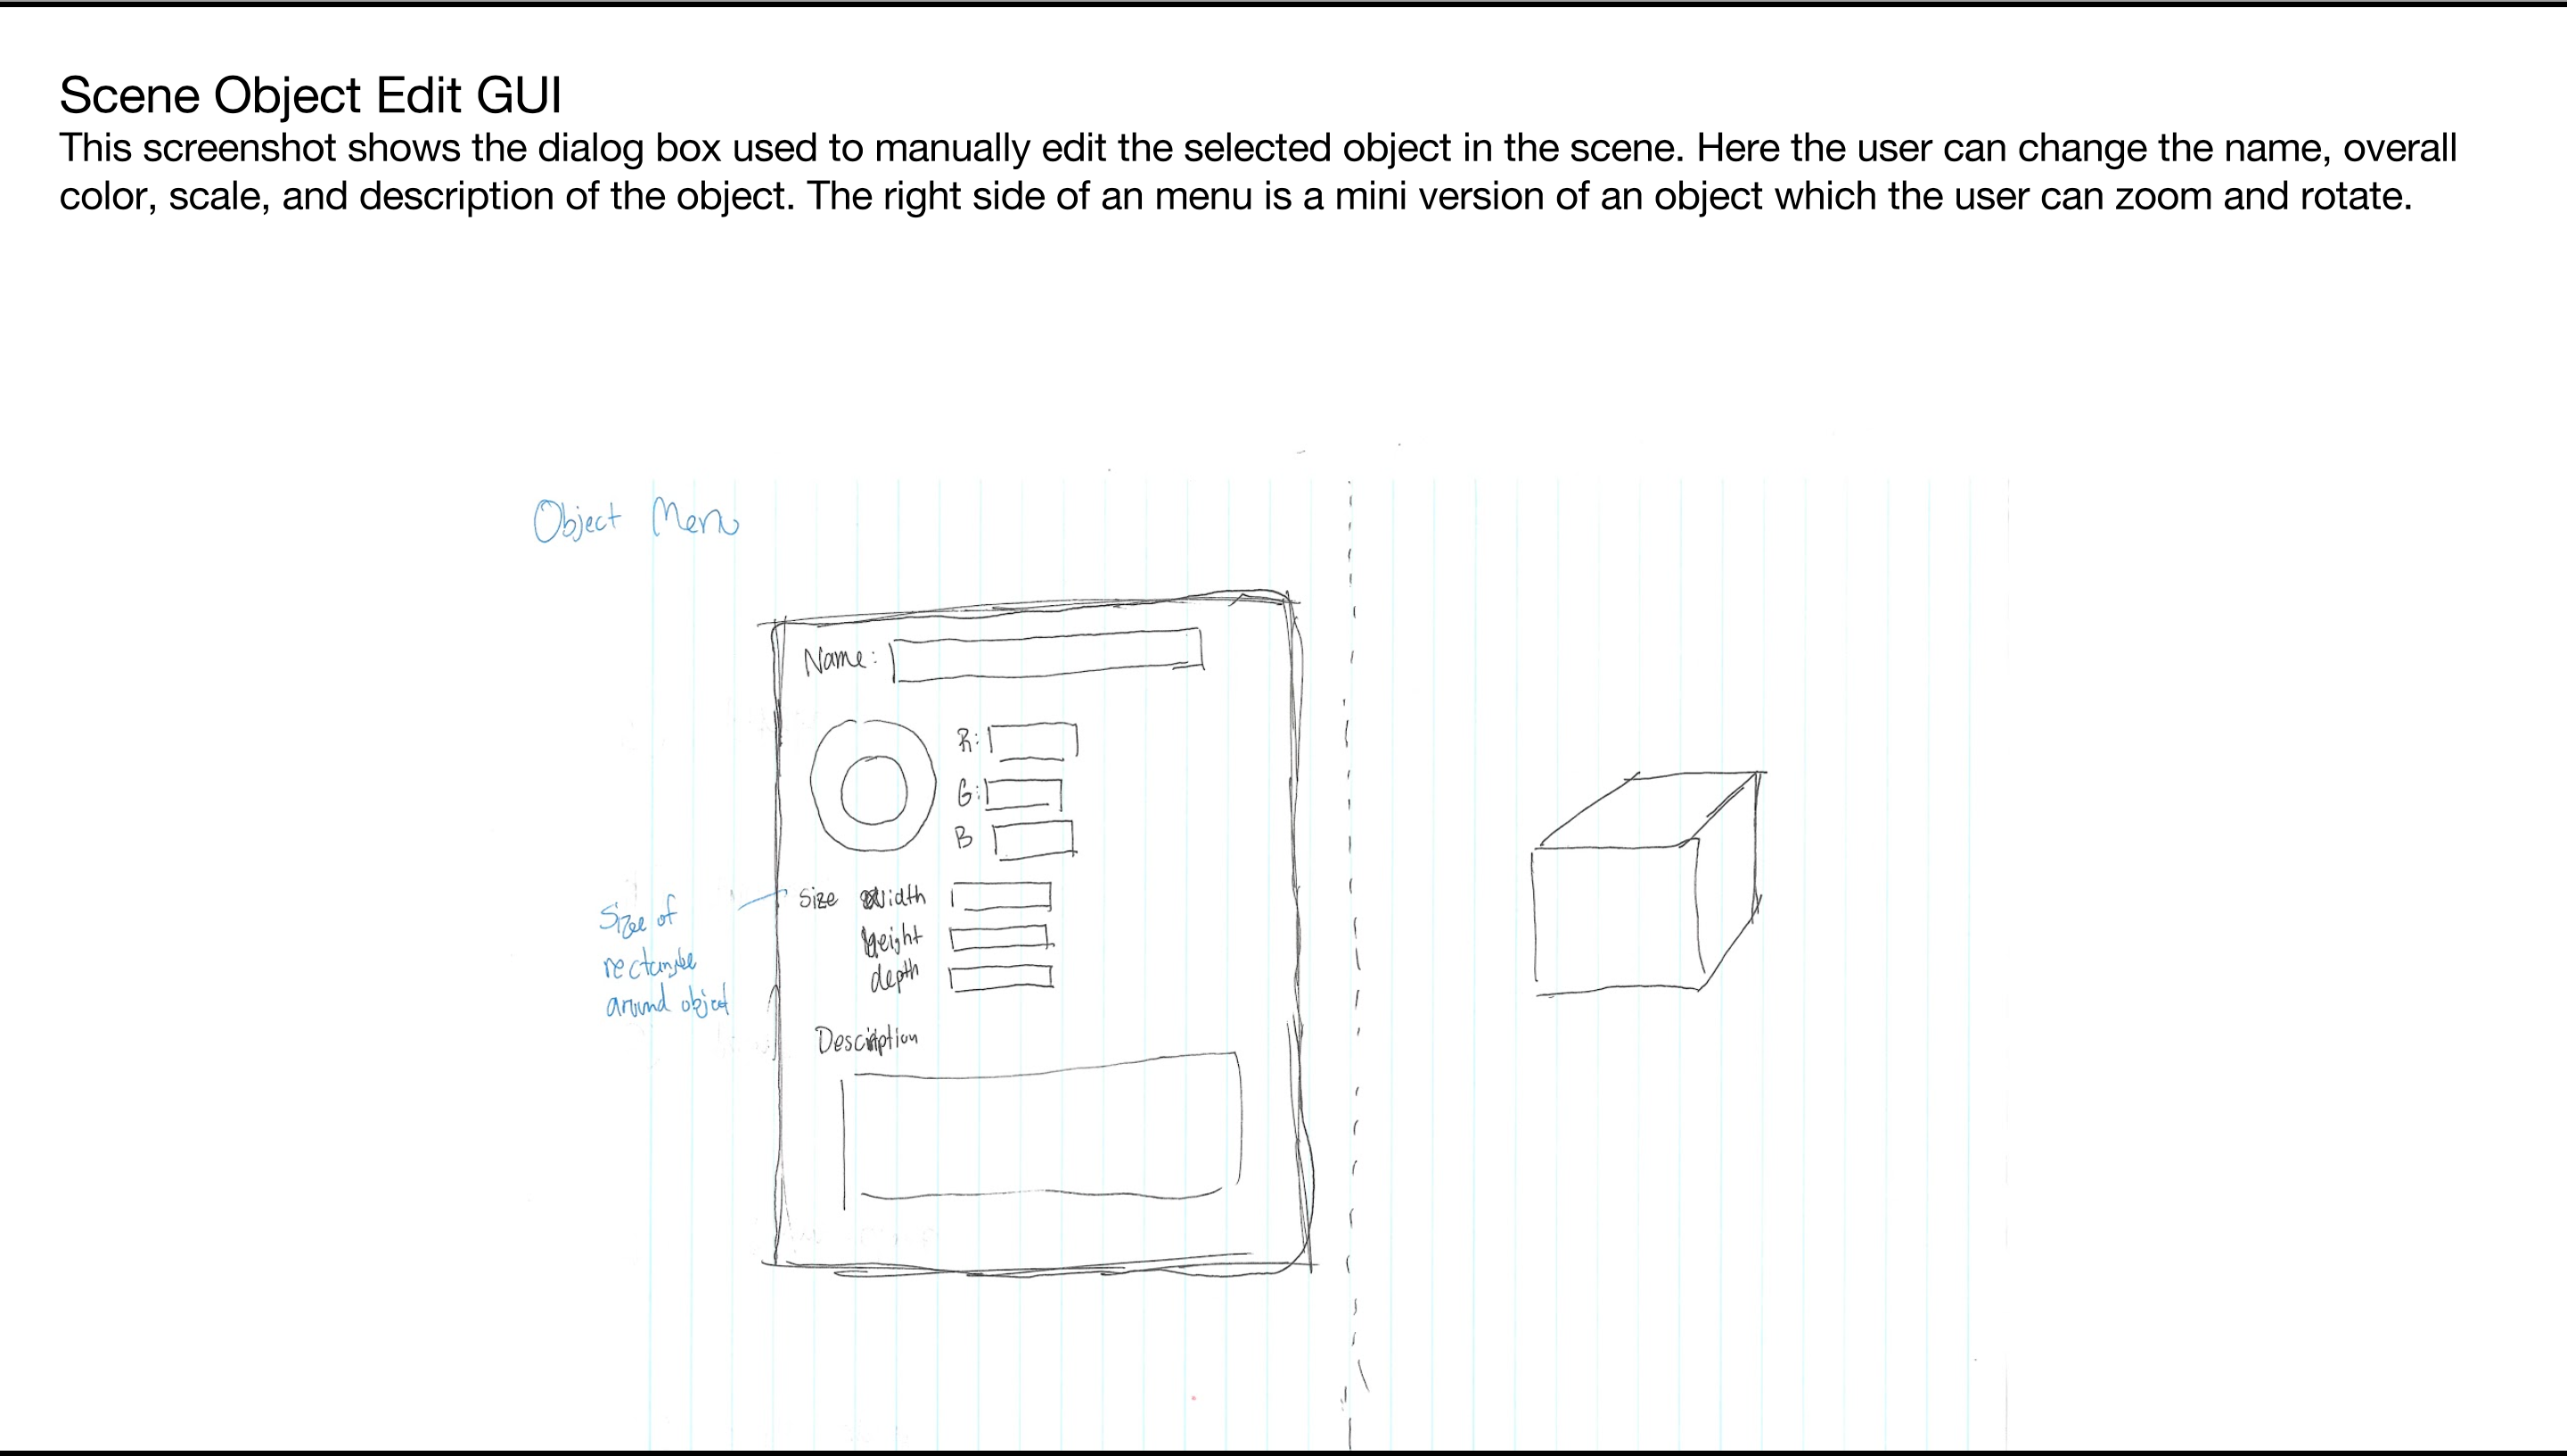 Scene Object Edit GUI
This screenshot shows the dialog box used to manually edit the selected object in the scene. Here the user can change the name, overall
color, scale, and description of the object. The right side of an menu is a mini version of an object which the user can zoom and rotate.
Object Menu
Name:
R:
G:
B
Size Width
height
depth
Size of
rectangle
around object
Description